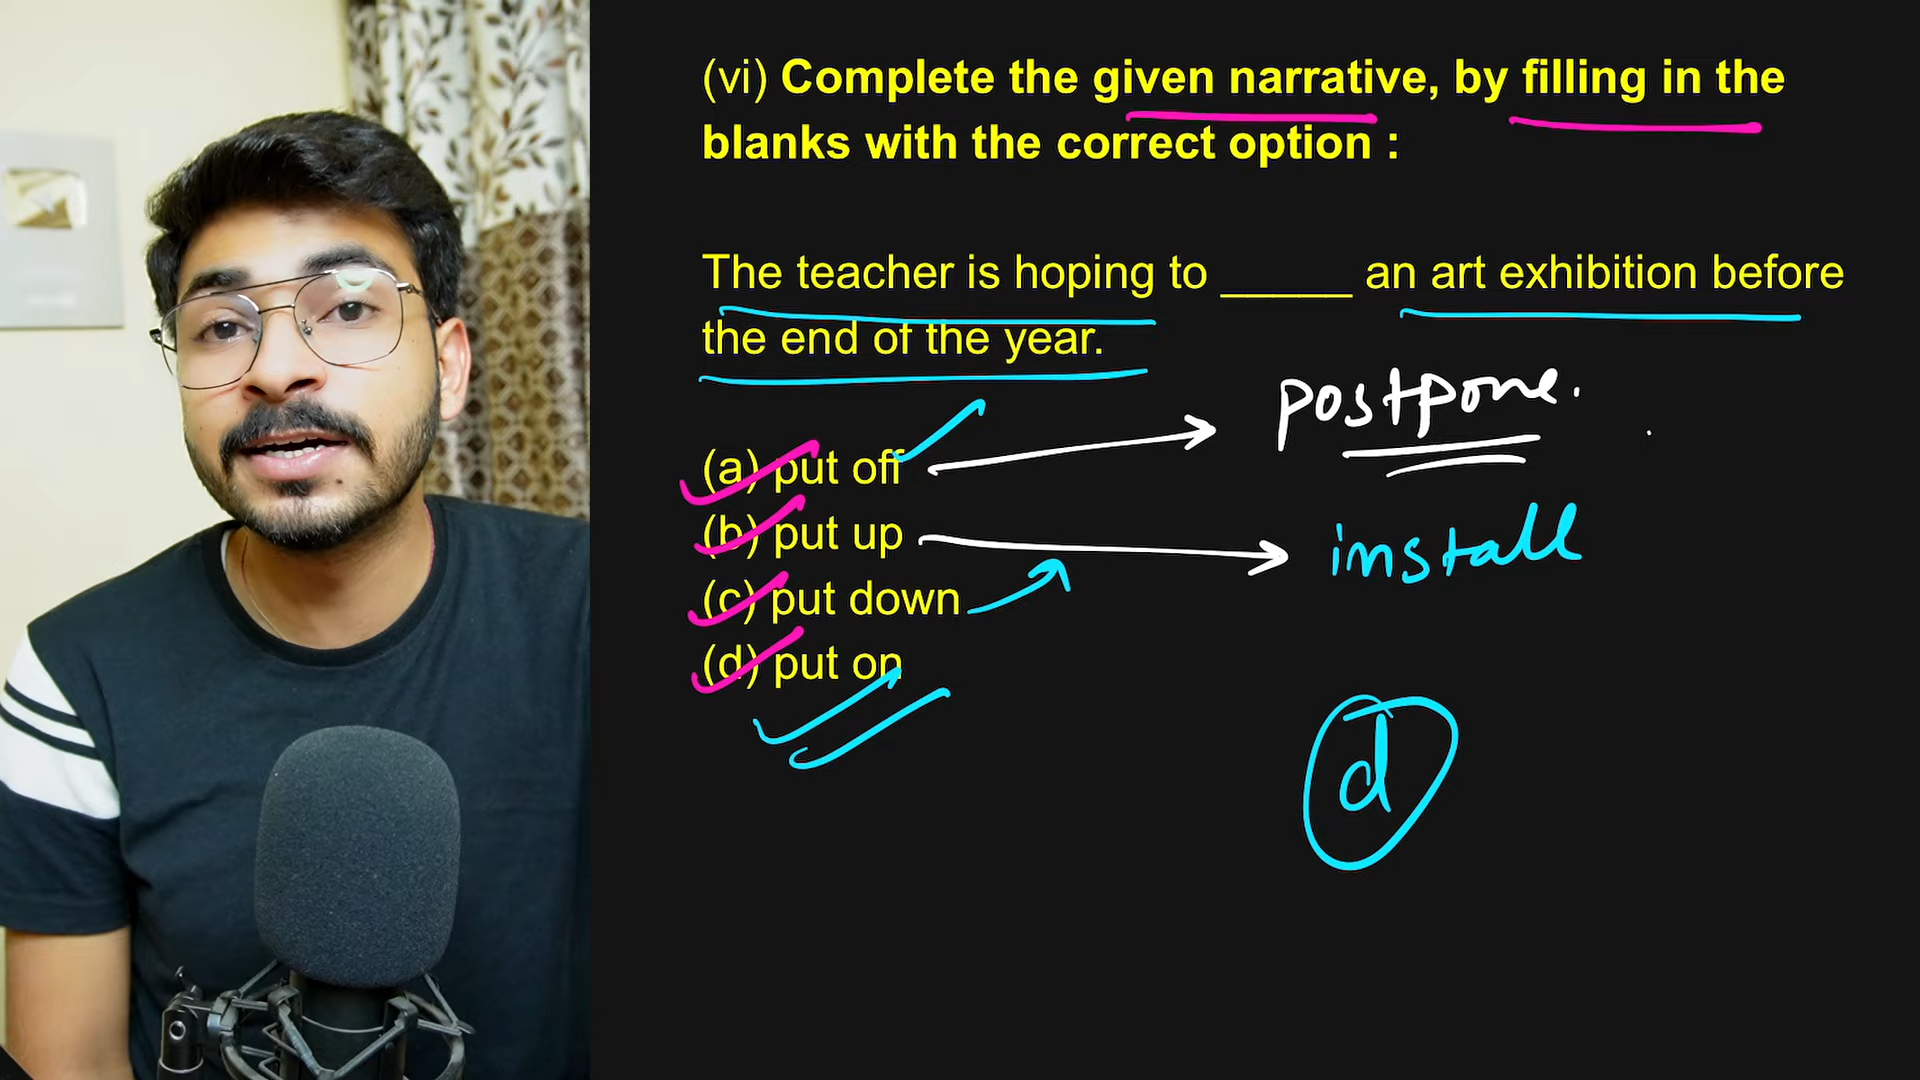 (vi) Complete the given narrative, by filling in the
blanks with the correct option :
The teacher is hoping to _____ an art exhibition before
the end of the year.
(a) put off
postpone.
(b) put up
install
(c) put down
(d) put on
d